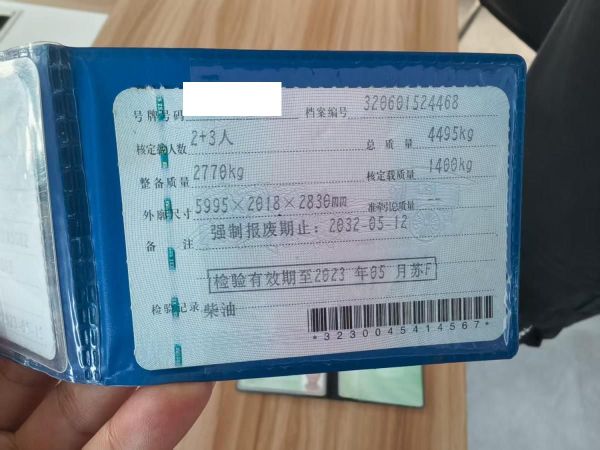 号牌号码 档案编号 320601524468
核定载人数 2+3人 总质量 4495kg
整备质量 2770kg 核定载质量 1400kg
外廓尺寸 5995×2018×2830mm 准牵引总质量 --
备注 强制报废期止：2032-05-12
检验有效期至2023年05月苏F
检验记录 柴油
*3230045414567*